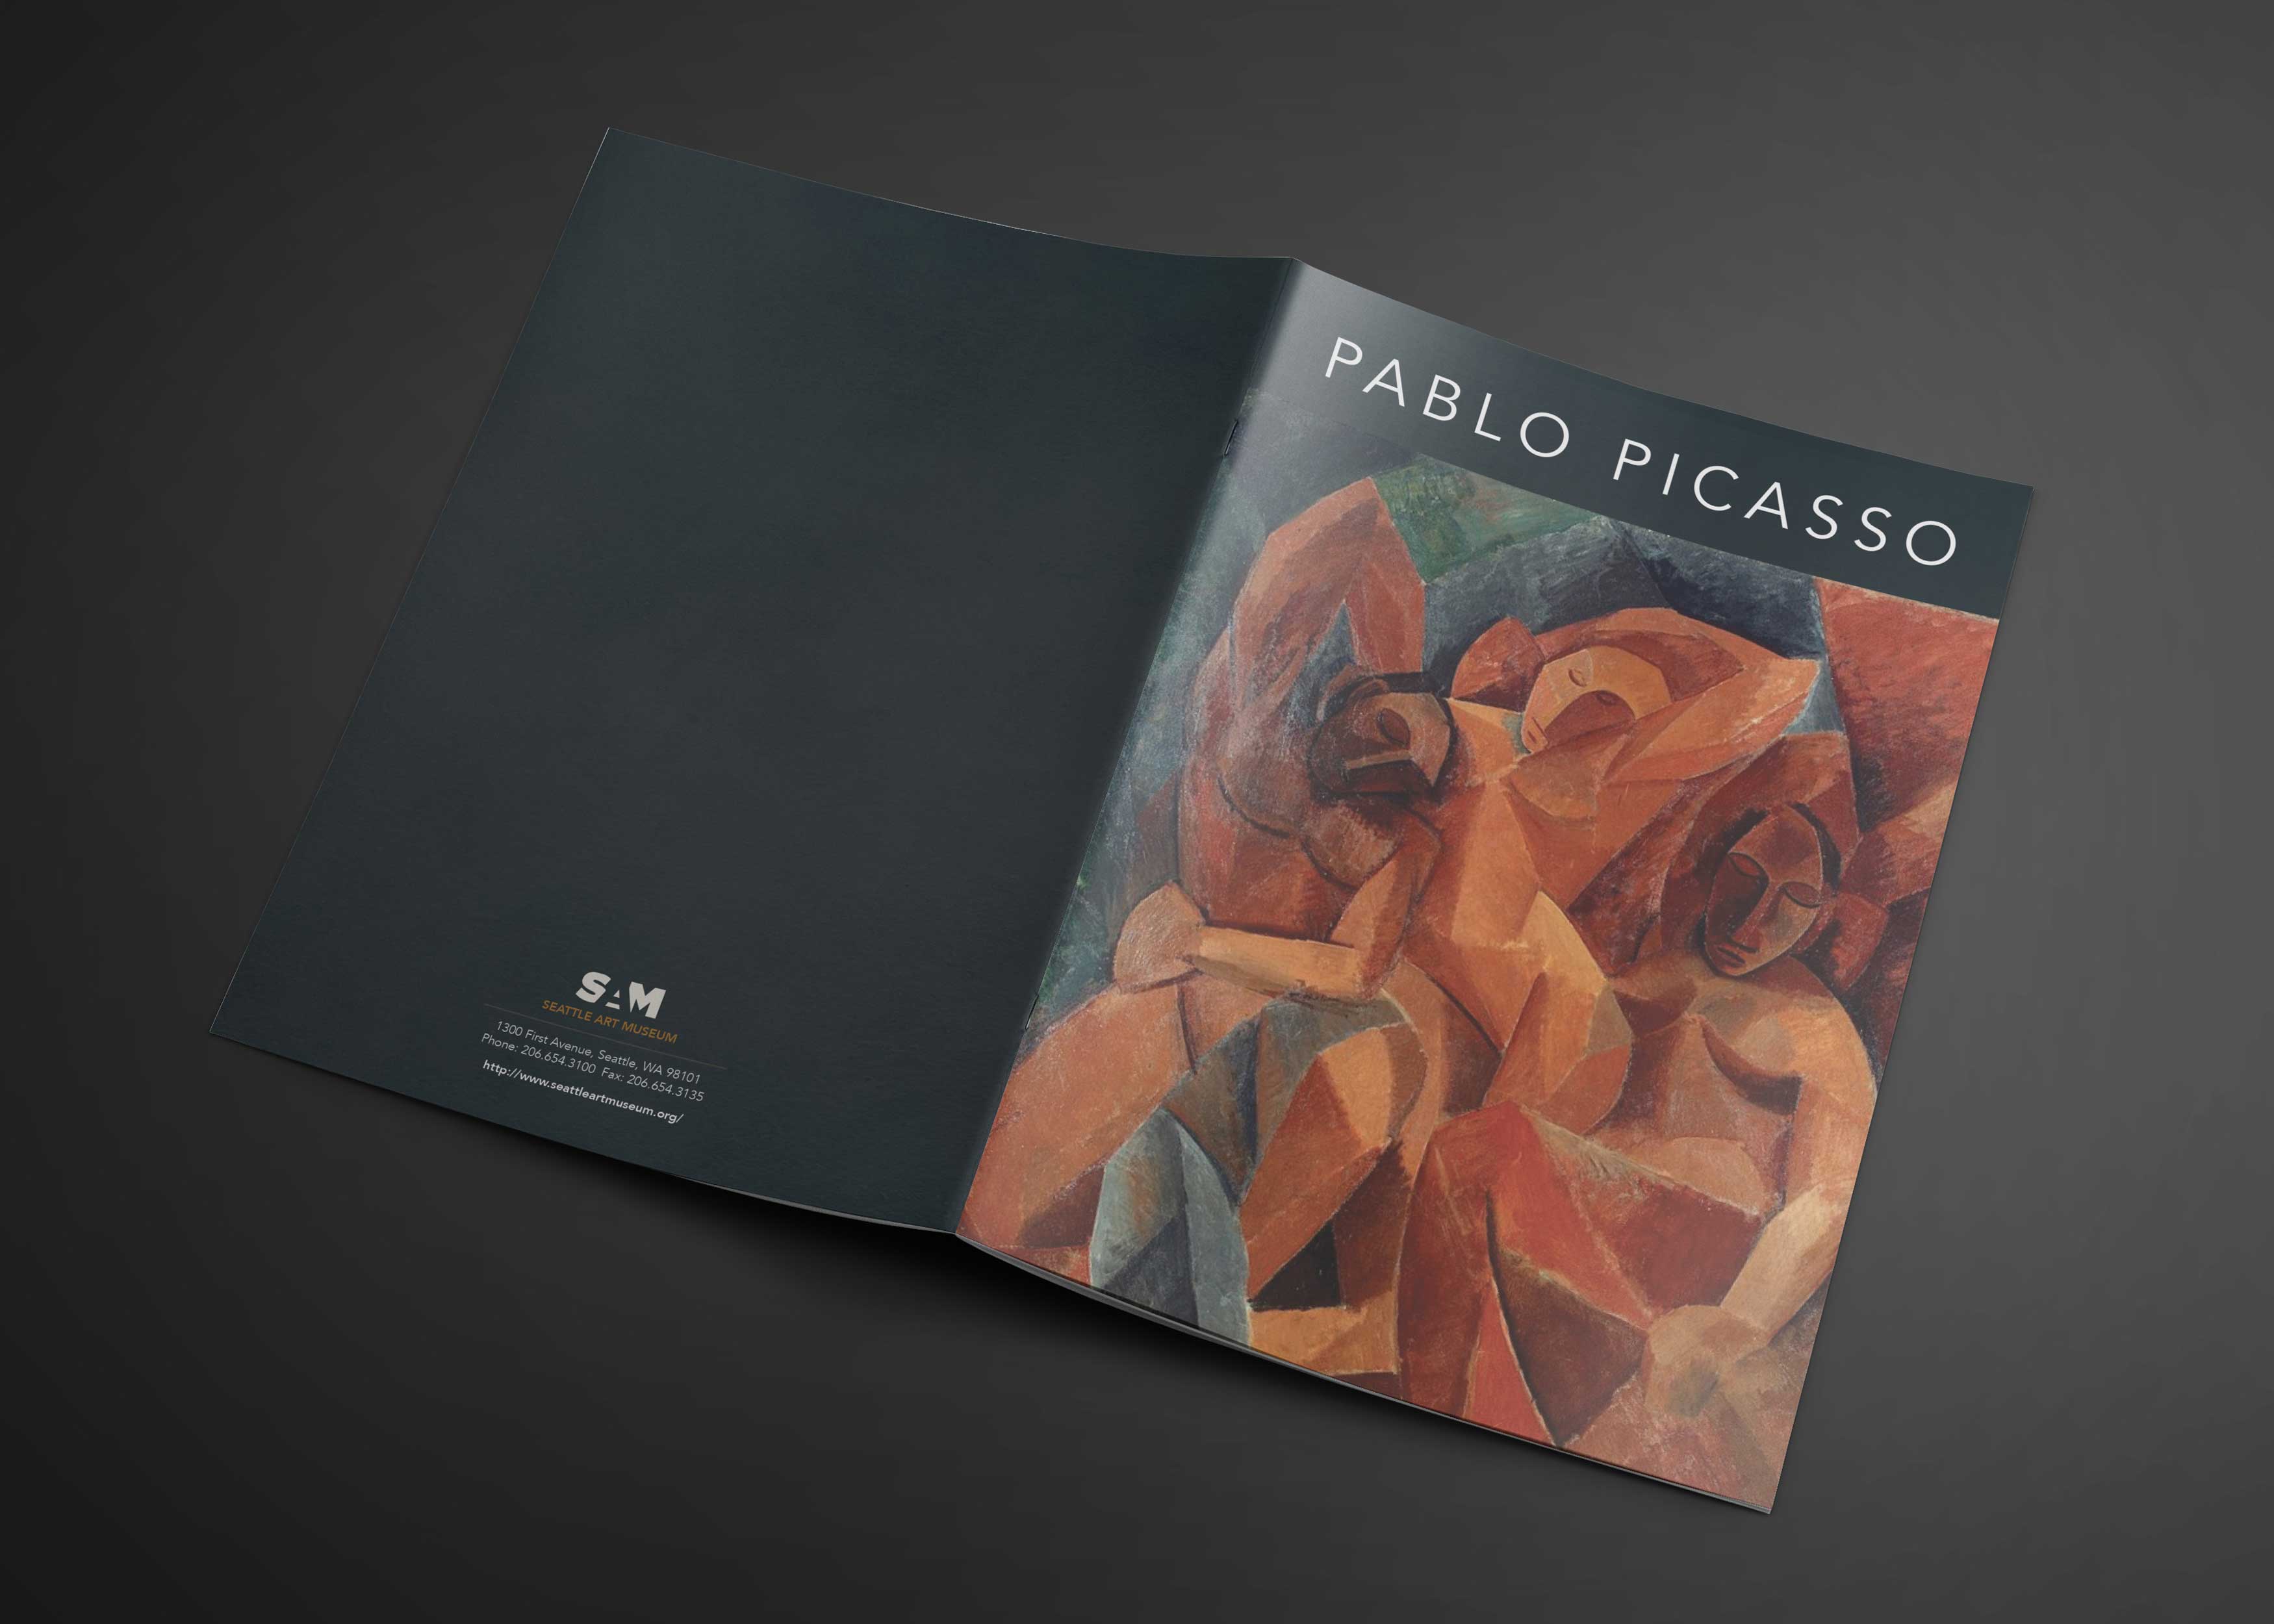 PABLO PICASSO
SAM
SEATTLE ART MUSEUM
1300 First Avenue, Seattle, WA 98101
Phone: 206.654.3100 Fax: 206.654.3135
http://www.seattleartmuseum.org/